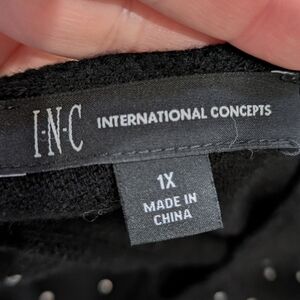 I·N·C INTERNATIONAL CONCEPTS
1X
MADE IN
CHINA